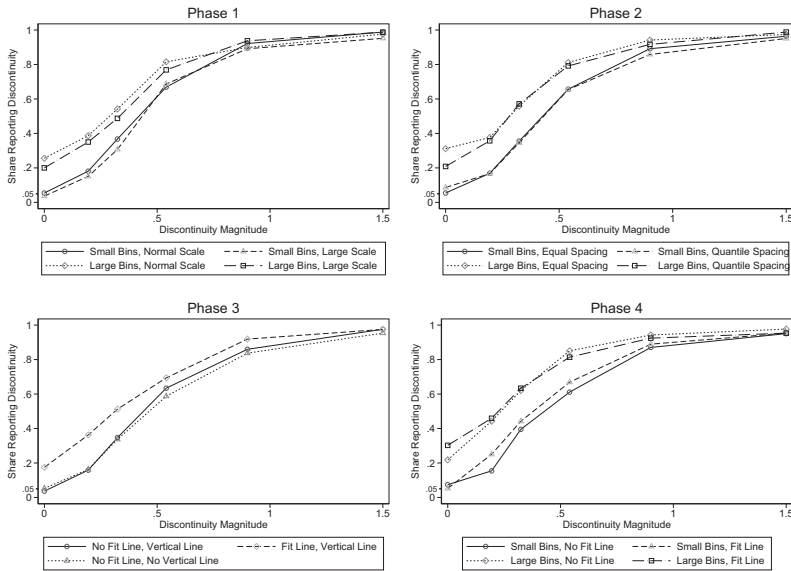 Phase 1
Share Reporting Discontinuity
1
.8
.6
.4
.2
.05
0
0
.5
1
1.5
Discontinuity Magnitude
Small Bins, Normal Scale
Small Bins, Large Scale
Large Bins, Normal Scale
Large Bins, Large Scale
Phase 2
Share Reporting Discontinuity
1
.8
.6
.4
.2
.05
0
0
.5
1
1.5
Discontinuity Magnitude
Small Bins, Equal Spacing
Small Bins, Quantile Spacing
Large Bins, Equal Spacing
Large Bins, Quantile Spacing
Phase 3
Share Reporting Discontinuity
1
.8
.6
.4
.2
.05
0
0
.5
1
1.5
Discontinuity Magnitude
No Fit Line, Vertical Line
Fit Line, Vertical Line
No Fit Line, No Vertical Line
Phase 4
Share Reporting Discontinuity
1
.8
.6
.4
.2
.05
0
0
.5
1
1.5
Discontinuity Magnitude
Small Bins, No Fit Line
Small Bins, Fit Line
Large Bins, No Fit Line
Large Bins, Fit Line